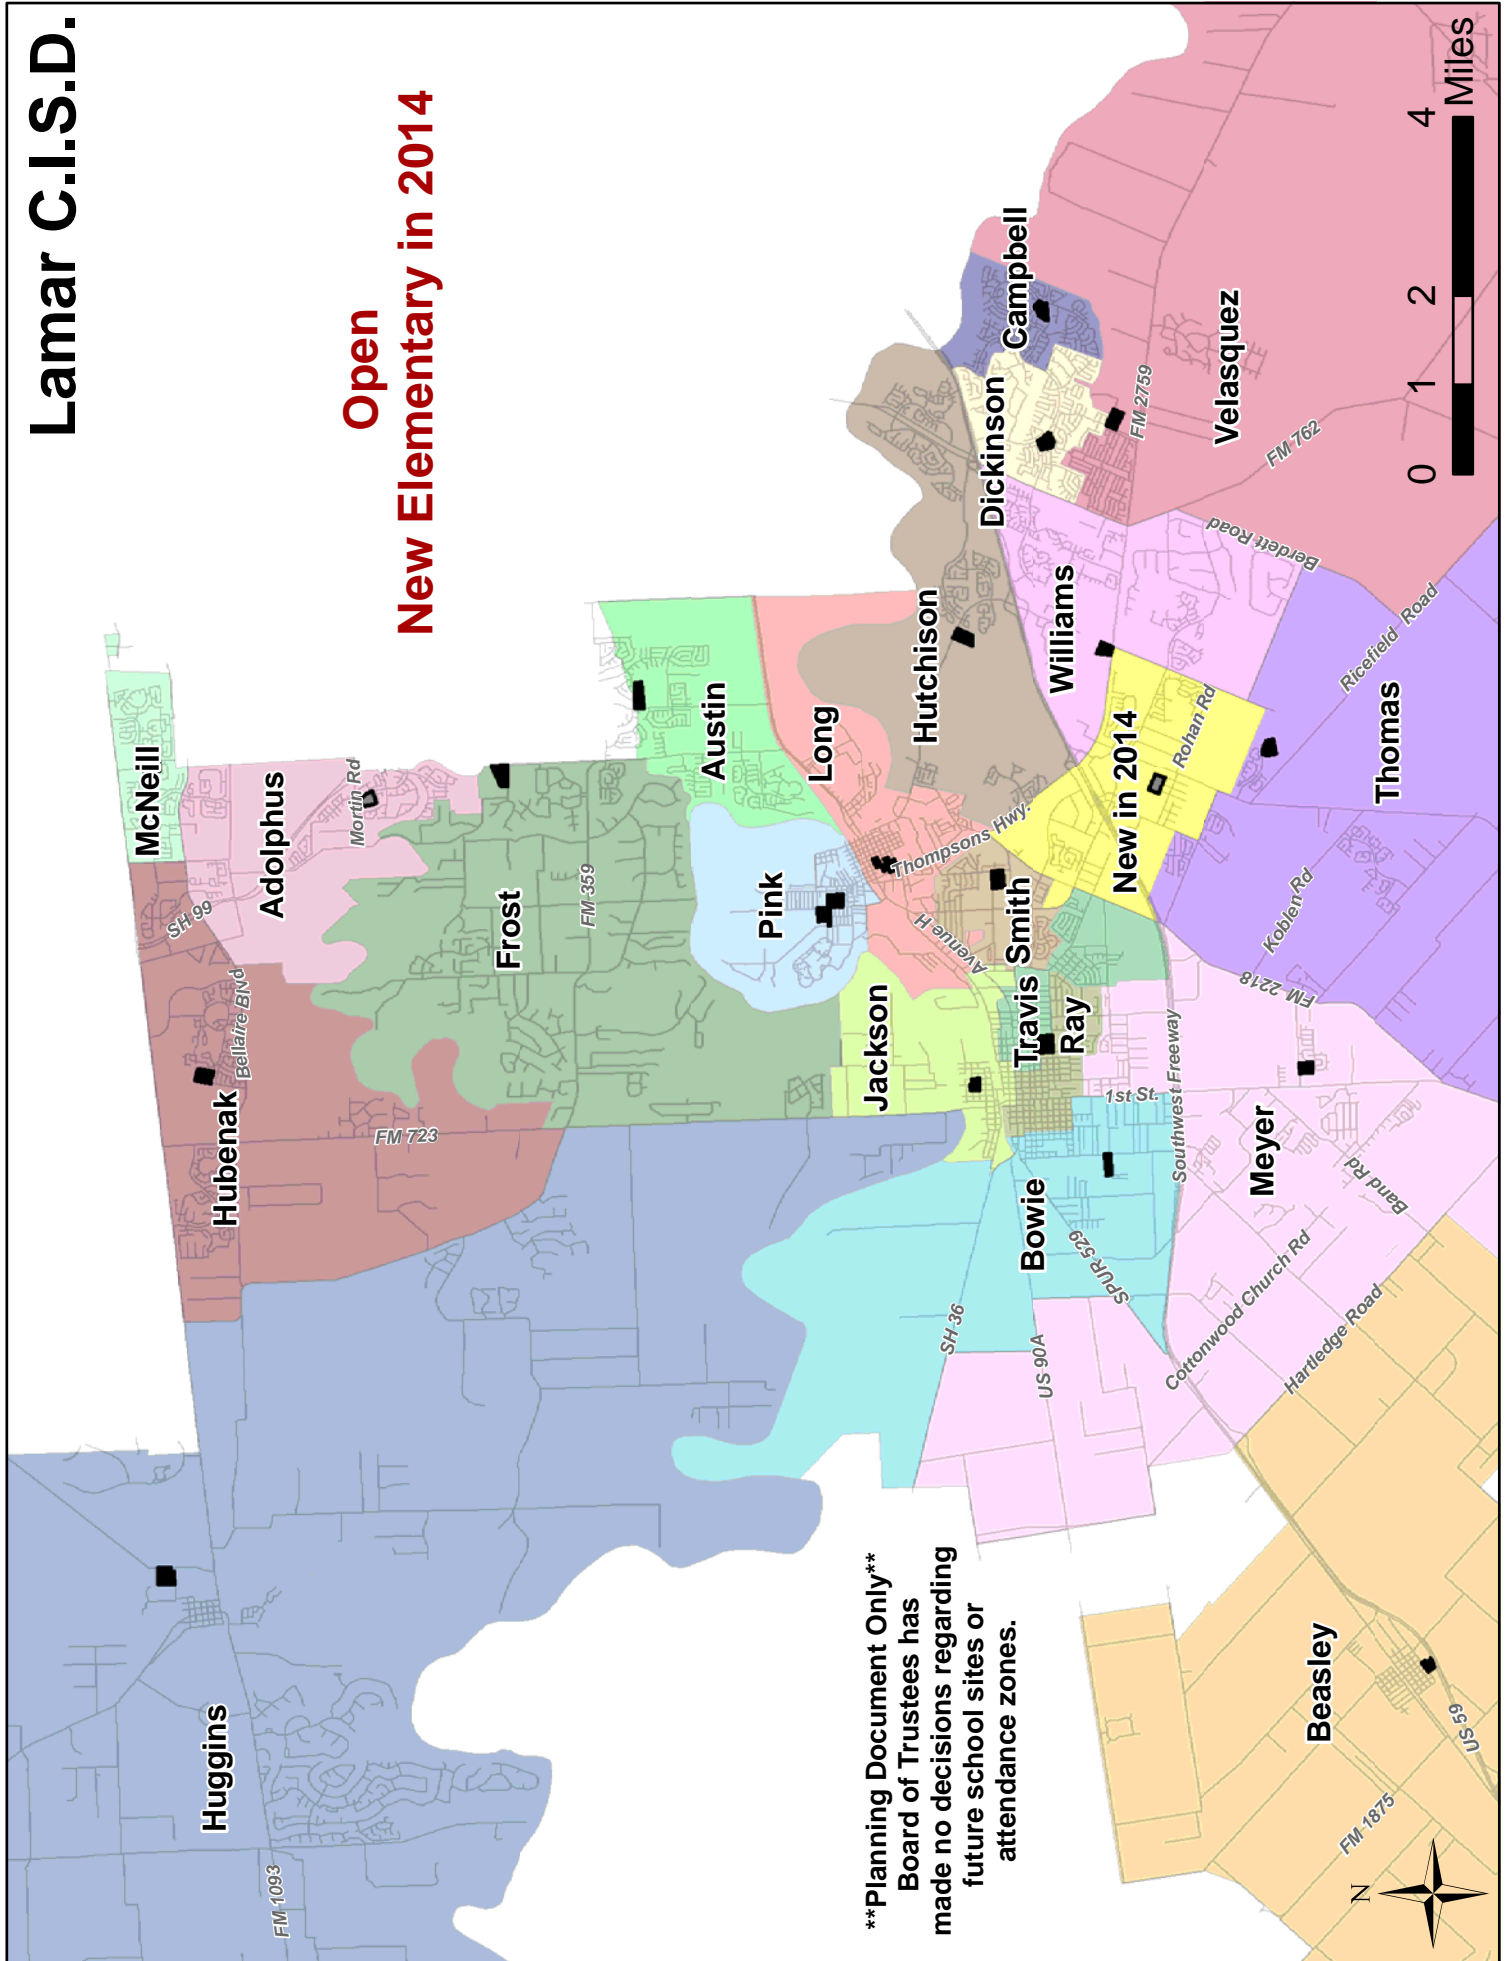 Lamar C.I.S.D.
Open
New Elementary in 2014
McNeill
Adolphus
Mortin Rd
SH 99
Hubenak
Bellaire Blvd
FM 723
Huggins
FM 1093
Frost
FM 359
Austin
Pink
Long
Hutchison
Thompsons Hwy.
Avenue H
Jackson
Smith
Travis
Ray
Dickinson
Campbell
Williams
New in 2014
Rohan Rd
FM 2759
Velasquez
FM 762
Berdett Road
Ricefield Road
Thomas
Koblen Rd
FM 2218
1st St.
Southwest Freeway
Bowie
SPUR 529
SH 36
US 90A
Meyer
Band Rd
Cottonwood Church Rd
Hartledge Road
Beasley
US 59
FM 1875
**Planning Document Only**
Board of Trustees has
made no decisions regarding
future school sites or
attendance zones.
N
0 1 2 4
Miles